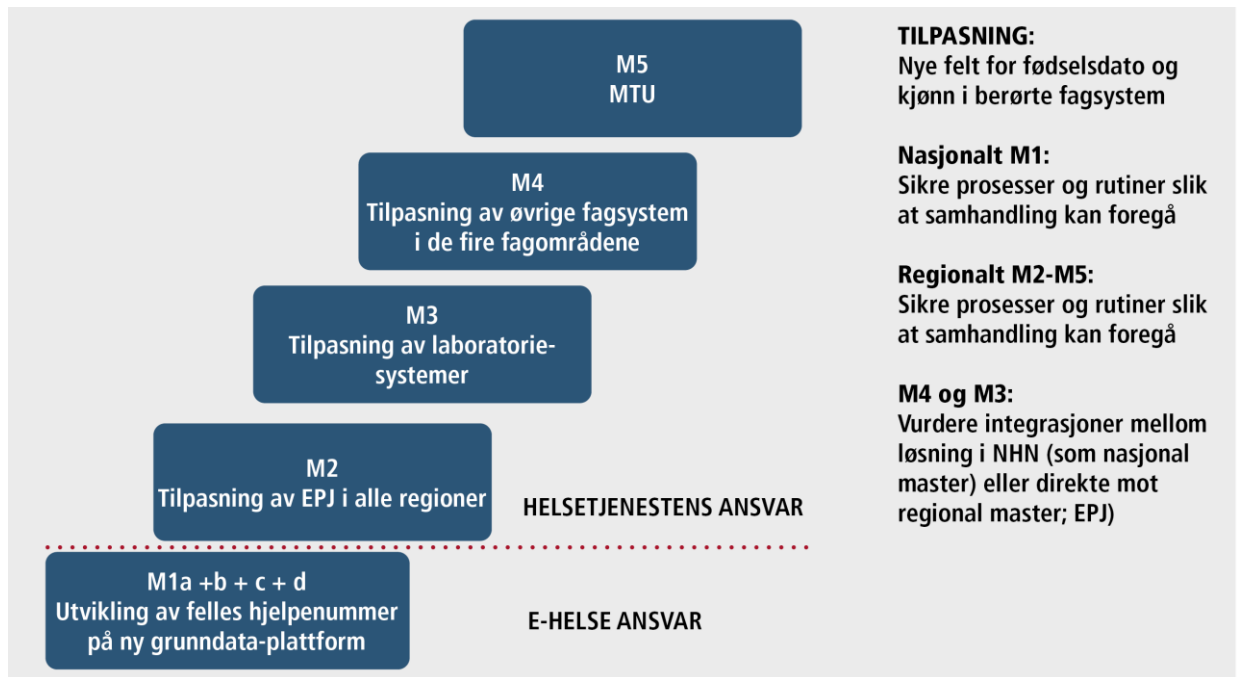 M5
MTU
M4
Tilpasning av øvrige fagsystem
i de fire fagområdene
M3
Tilpasning av laboratorie-
systemer
M2
Tilpasning av EPJ i alle regioner
HELSETJENESTENS ANSVAR
M1a +b + c + d
Utvikling av felles hjelpenummer
på ny grunndata-plattform
E-HELSE ANSVAR
TILPASNING:
Nye felt for fødselsdato og
kjønn i berørte fagsystem
Nasjonalt M1:
Sikre prosesser og rutiner slik
at samhandling kan foregå
Regionalt M2-M5:
Sikre prosesser og rutiner slik
at samhandling kan foregå
M4 og M3:
Vurdere integrasjoner mellom
løsning i NHN (som nasjonal
master) eller direkte mot
regional master; EPJ)